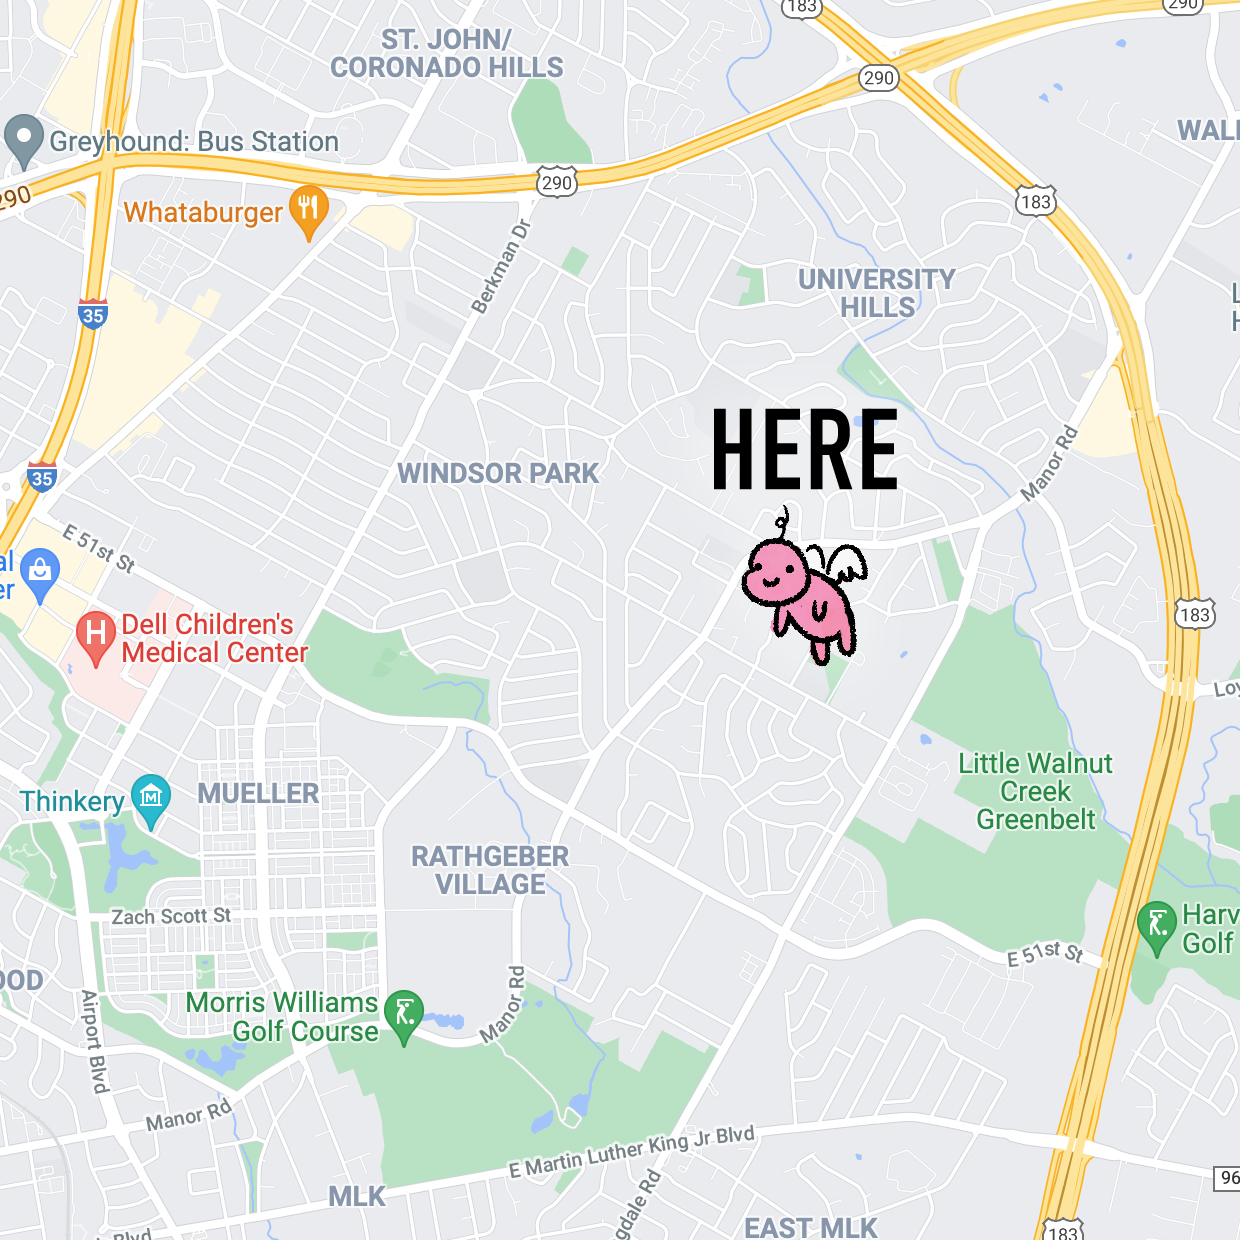 183
290
ST. JOHN/
CORONADO HILLS
290
WAL
Greyhound: Bus Station
290
290
183
Whataburger
Berkman Dr
UNIVERSITY
HILLS
35
HERE
Manor Rd
WINDSOR PARK
35
E 51st St
Dell Children's
Medical Center
183
Loy
Little Walnut
Creek
Greenbelt
Thinkery
MUELLER
RATHGEBER
VILLAGE
Zach Scott St
Harv
Golf
E 51st St
OOD
Airport Blvd
Morris Williams
Golf Course
Manor Rd
Manor Rd
E Martin Luther King Jr Blvd
96
MLK
gdale Rd
EAST MLK
183
Blvd